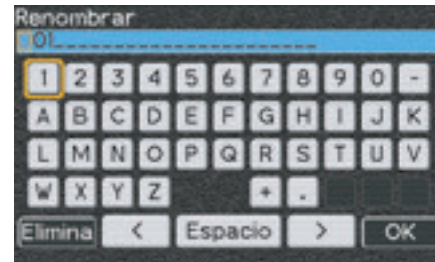 Renombrar
01
1 2 3 4 5 6 7 8 9 0 -
A B C D E F G H I J K
L M N O P Q R S T U V
W X Y Z + .
Elimina < Espacio > OK